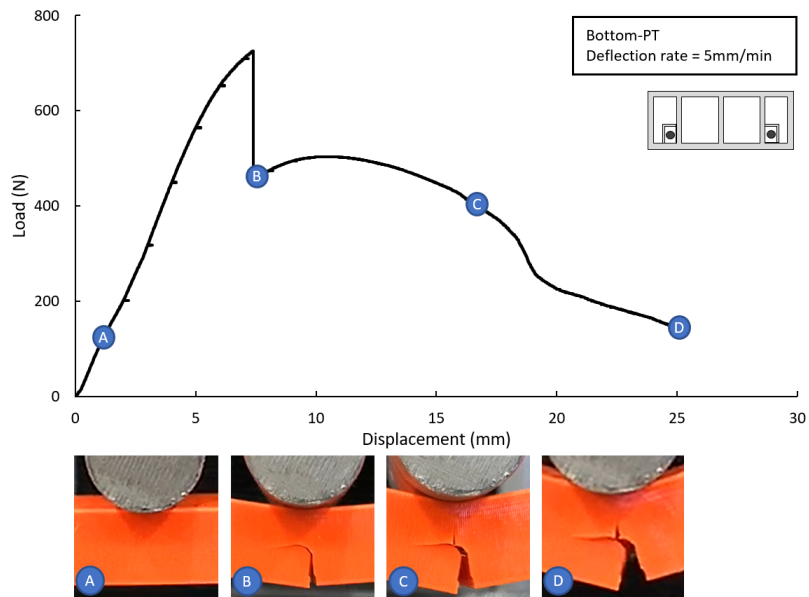 800
Bottom-PT
Deflection rate = 5mm/min
600
Load (N)
B
400
C
200
A
D
0
0 5 10 15 20 25 30
Displacement (mm)
A B C D